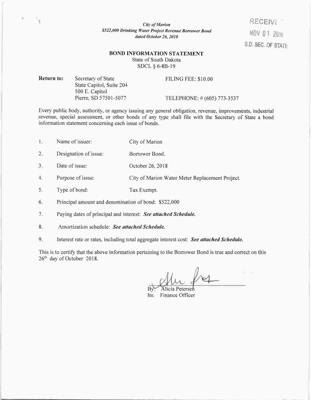 City of Marion
$522,000 Drinking Water Project Revenue Borrower Bond
dated October 26, 2018
RECEIVE
NOV 01 2018
S.D. SEC. OF STATE
BOND INFORMATION STATEMENT
State of South Dakota
SDCL § 6-8B-19
Return to: Secretary of State FILING FEE: $10.00
State Capitol, Suite 204
500 E. Capitol
Pierre, SD 57501-5077 TELEPHONE: # (605) 773-3537
Every public body, authority, or agency issuing any general obligation, revenue, improvements, industrial
revenue, special assessment, or other bonds of any type shall file with the Secretary of State a bond
information statement concerning each issue of bonds.
1. Name of issuer: City of Marion
2. Designation of issue: Borrower Bond.
3. Date of issue: October 26, 2018
4. Purpose of issue: City of Marion Water Meter Replacement Project.
5. Type of bond: Tax Exempt.
6. Principal amount and denomination of bond: $522,000
7. Paying dates of principal and interest: See attached Schedule.
8. Amortization schedule: See attached Schedule.
9. Interest rate or rates, including total aggregate interest cost: See attached Schedule.
This is to certify that the above information pertaining to the Borrower Bond is true and correct on this
26th day of October 2018.
By: Alicia Petersen
Its: Finance Officer